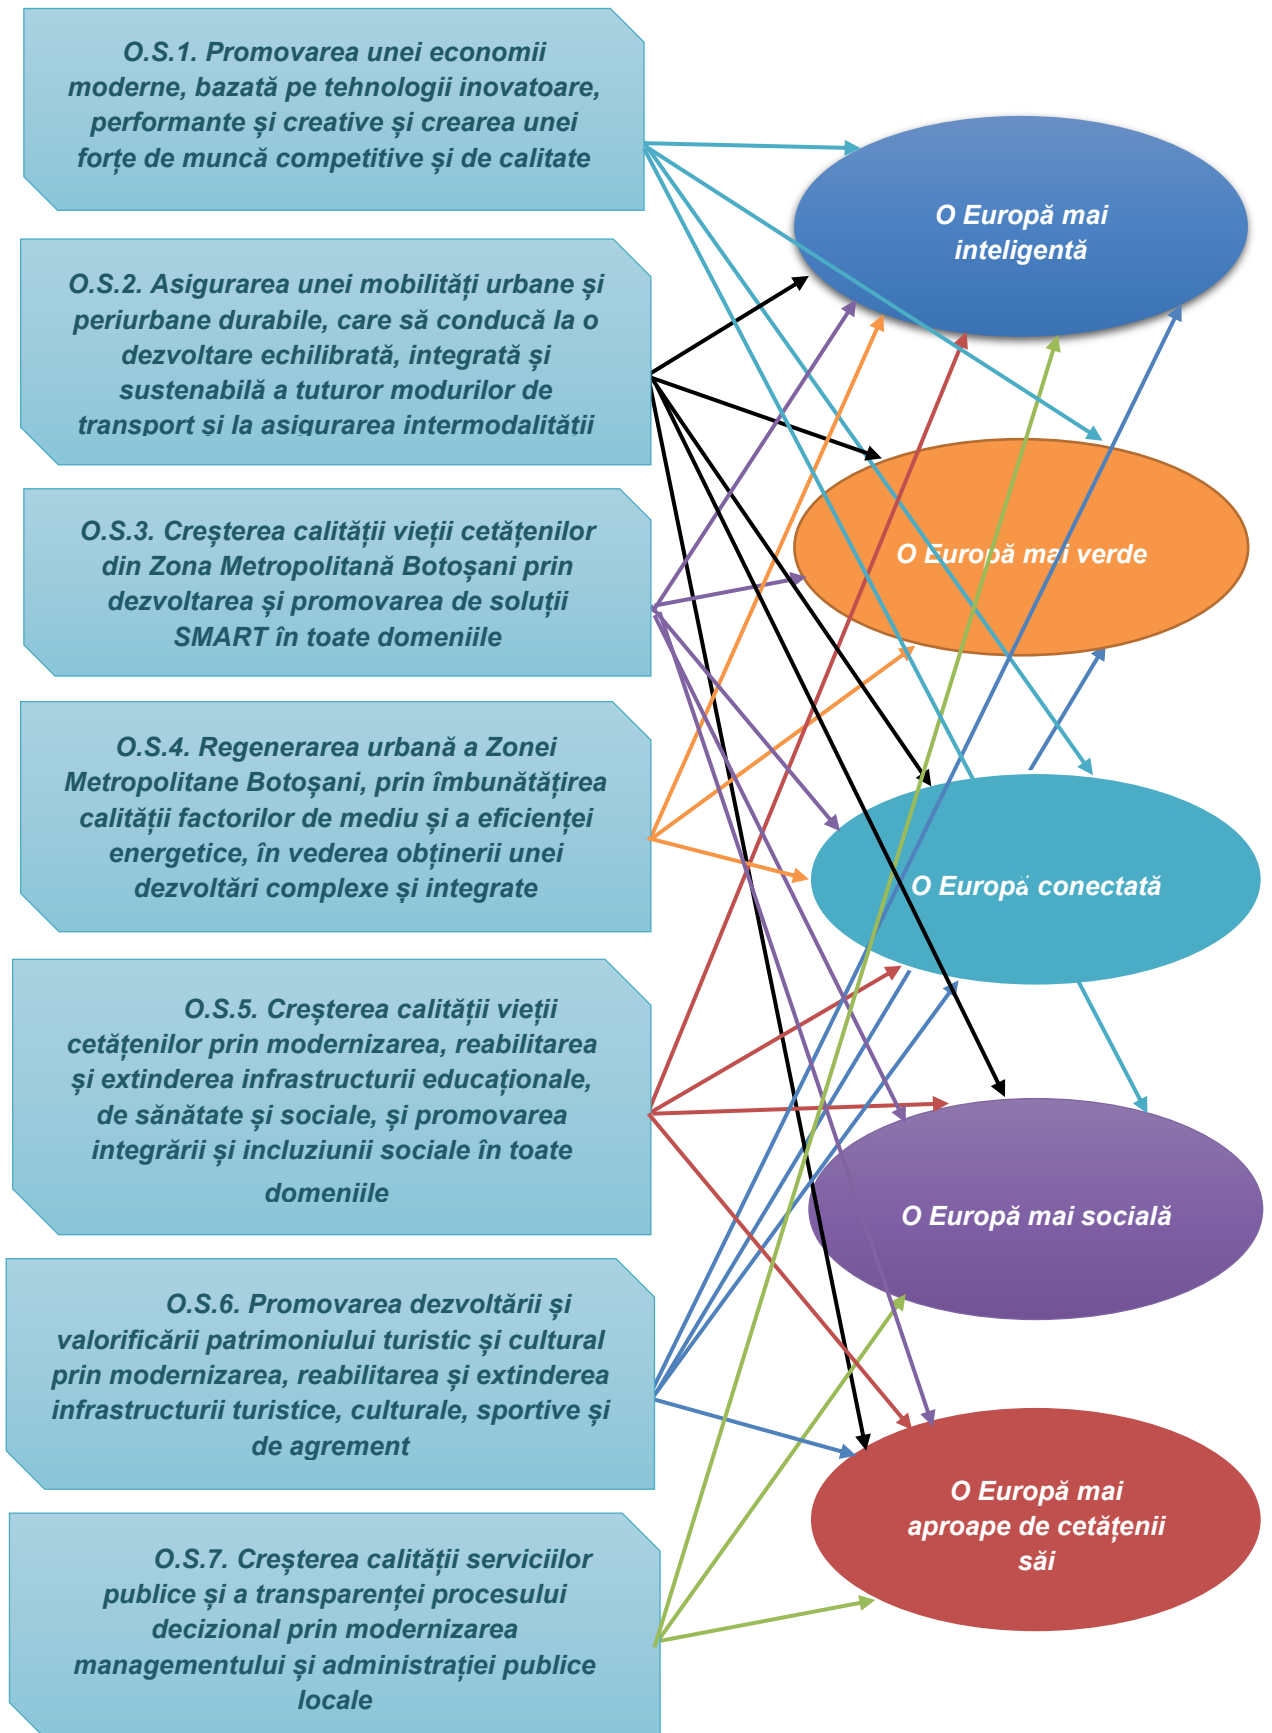 O.S.1. Promovarea unei economii
moderne, bazată pe tehnologii inovatoare,
performante și creative și crearea unei
forțe de muncă competitive și de calitate
O.S.2. Asigurarea unei mobilități urbane și
periurbane durabile, care să conducă la o
dezvoltare echilibrată, integrată și
sustenabilă a tuturor modurilor de
transport și la asigurarea intermodalității
O.S.3. Creșterea calității vieții cetățenilor
din Zona Metropolitană Botoșani prin
dezvoltarea și promovarea de soluții
SMART în toate domeniile
O.S.4. Regenerarea urbană a Zonei
Metropolitane Botoșani, prin îmbunătățirea
calității factorilor de mediu și a eficienței
energetice, în vederea obținerii unei
dezvoltări complexe și integrate
O.S.5. Creșterea calității vieții
cetățenilor prin modernizarea, reabilitarea
și extinderea infrastructurii educaționale,
de sănătate și sociale, și promovarea
integrării și incluziunii sociale în toate
domeniile
O.S.6. Promovarea dezvoltării și
valorificării patrimoniului turistic și cultural
prin modernizarea, reabilitarea și extinderea
infrastructurii turistice, culturale, sportive și
de agrement
O.S.7. Creșterea calității serviciilor
publice și a transparenței procesului
decizional prin modernizarea
managementului și administrației publice
locale
O Europă mai
inteligentă
O Europă mai verde
O Europă conectată
O Europă mai socială
O Europă mai
aproape de cetățenii
săi